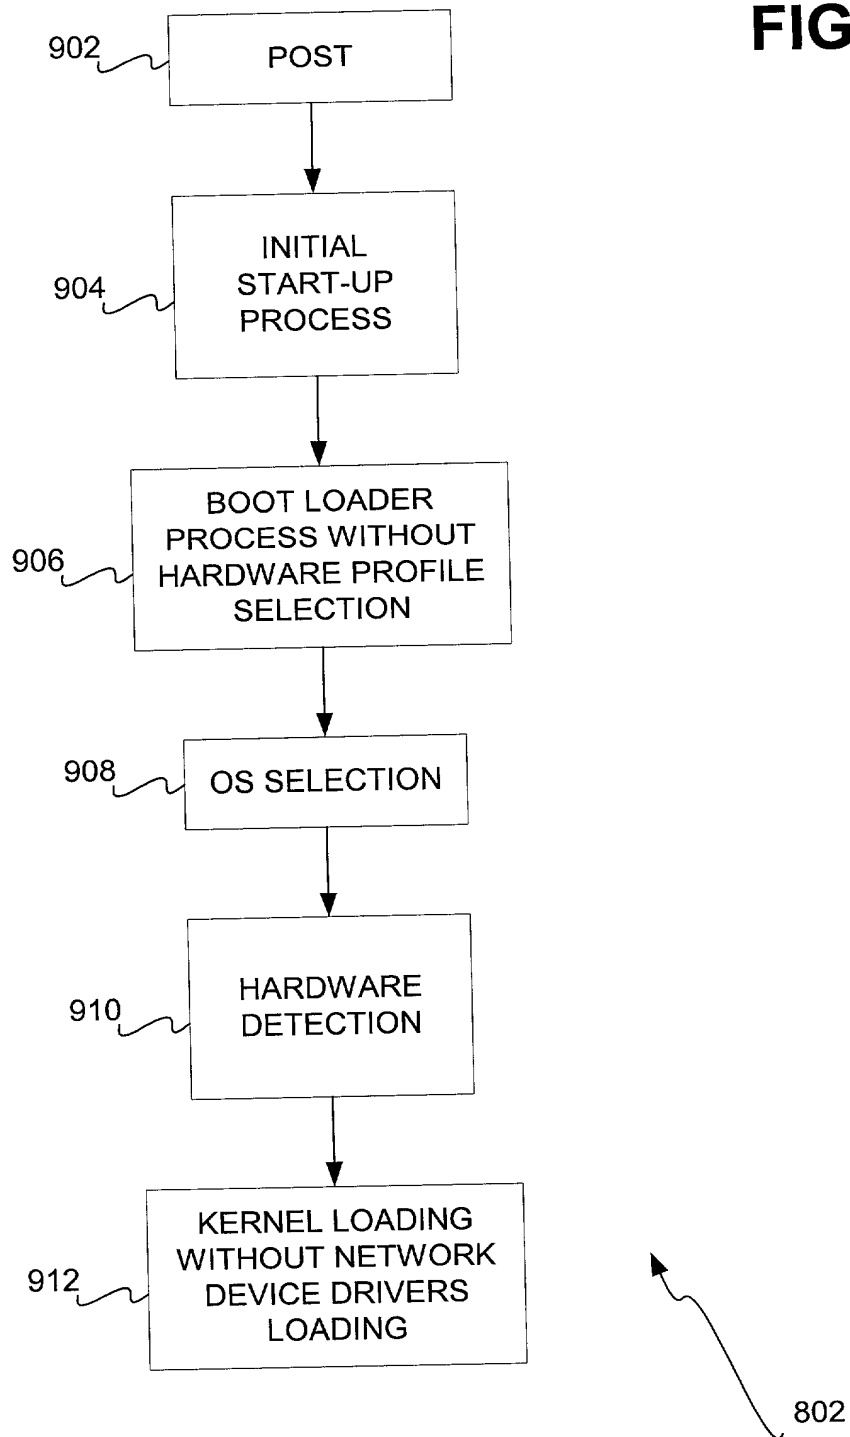 FIG
902
POST
904
INITIAL
START-UP
PROCESS
906
BOOT LOADER
PROCESS WITHOUT
HARDWARE PROFILE
SELECTION
908
OS SELECTION
910
HARDWARE
DETECTION
912
KERNEL LOADING
WITHOUT NETWORK
DEVICE DRIVERS
LOADING
802